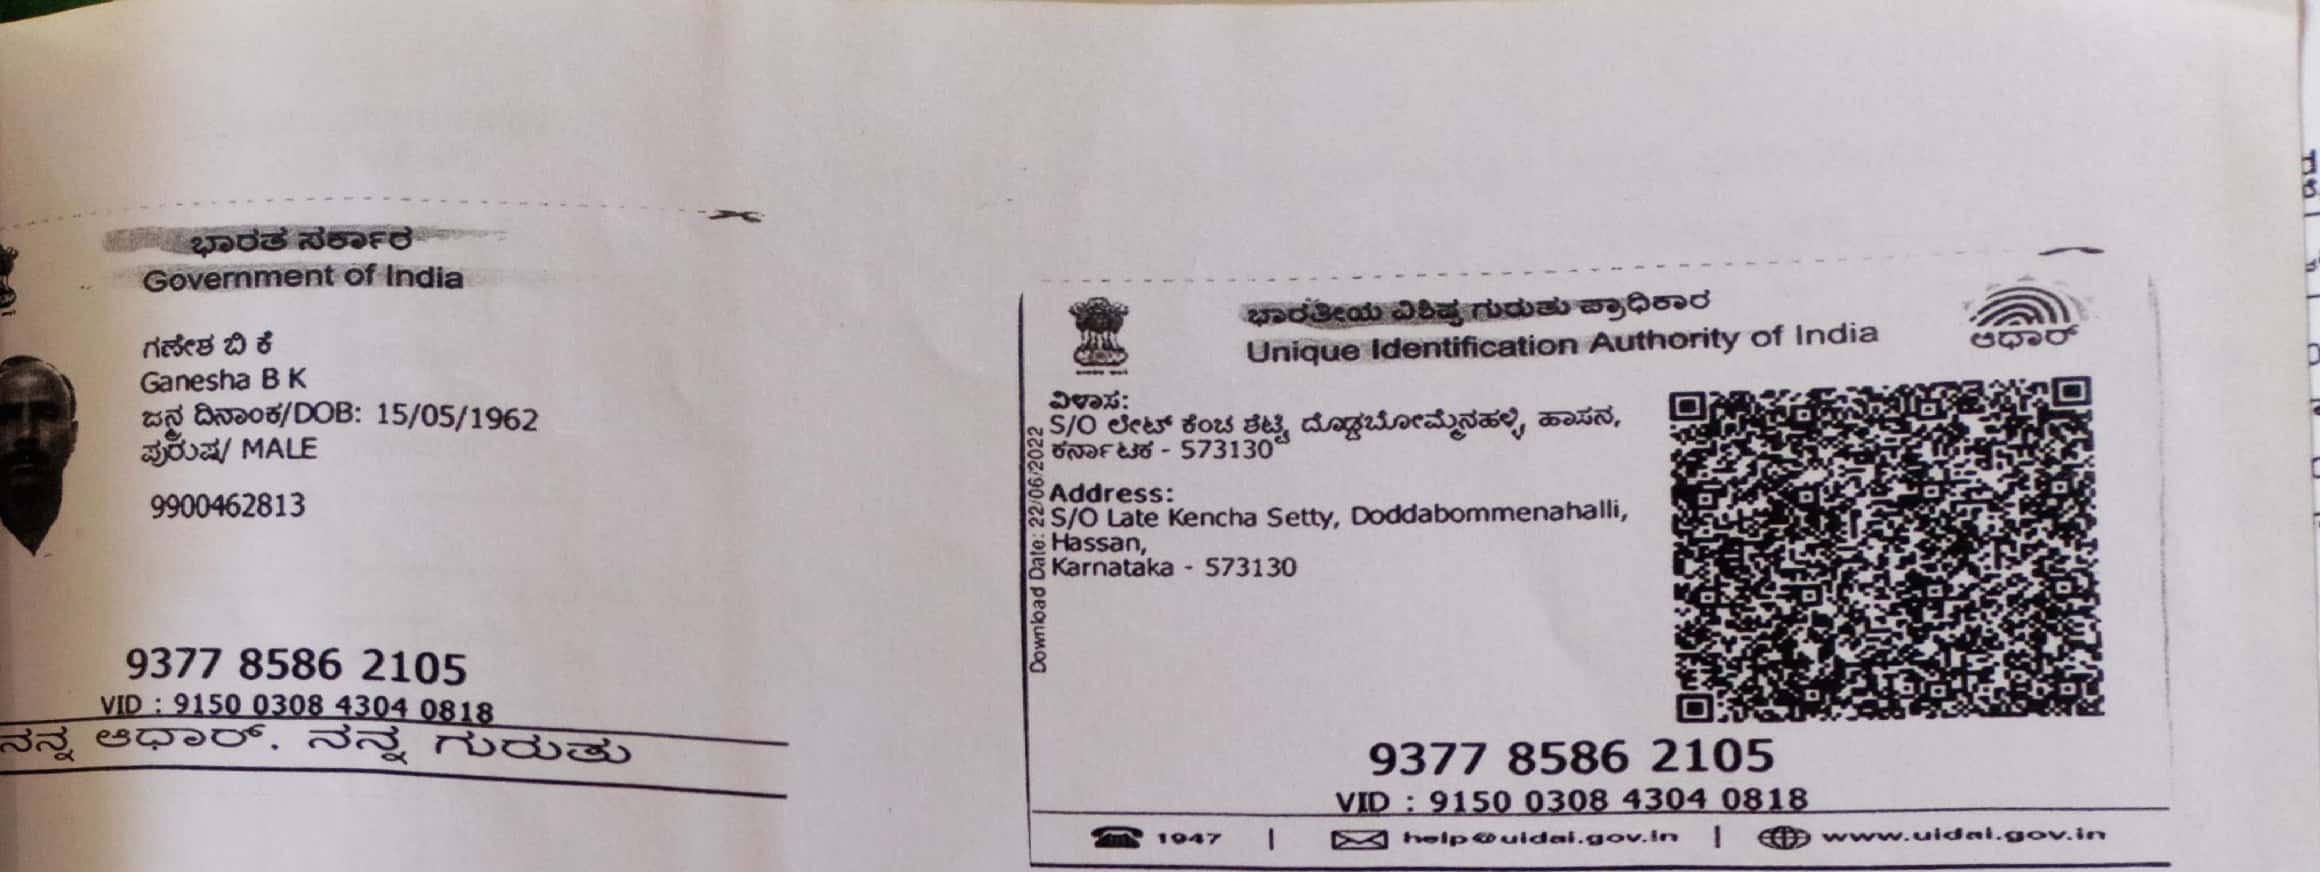 ಭಾರತ ಸರ್ಕಾರ
Government of India
ಗಣೇಶ ಬಿ ಕೆ
Ganesha B K
ಜನ್ಮ ದಿನಾಂಕ/DOB: 15/05/1962
ಪುರುಷ/ MALE
9900462813
9377 8586 2105
VID : 9150 0308 4304 0818
ನನ್ನ ಆಧಾರ್. ನನ್ನ ಗುರುತು
ಭಾರತೀಯ ವಿಶಿಷ್ಟ ಗುರುತು ಪ್ರಾಧಿಕಾರ
Unique Identification Authority of India
ಆಧಾರ್
Download Date: 22/06/2022
ವಿಳಾಸ:
S/O ಲೇಟ್ ಕೆಂಚ ಶೆಟ್ಟಿ, ದೊಡ್ಡಬೋಮ್ಮೆನಹಳ್ಳಿ, ಹಾಸನ,
ಕರ್ನಾಟಕ - 573130
Address:
S/O Late Kencha Setty, Doddabommenahalli,
Hassan,
Karnataka - 573130
9377 8586 2105
VID : 9150 0308 4304 0818
1947 | help@uidai.gov.in | www.uidai.gov.in